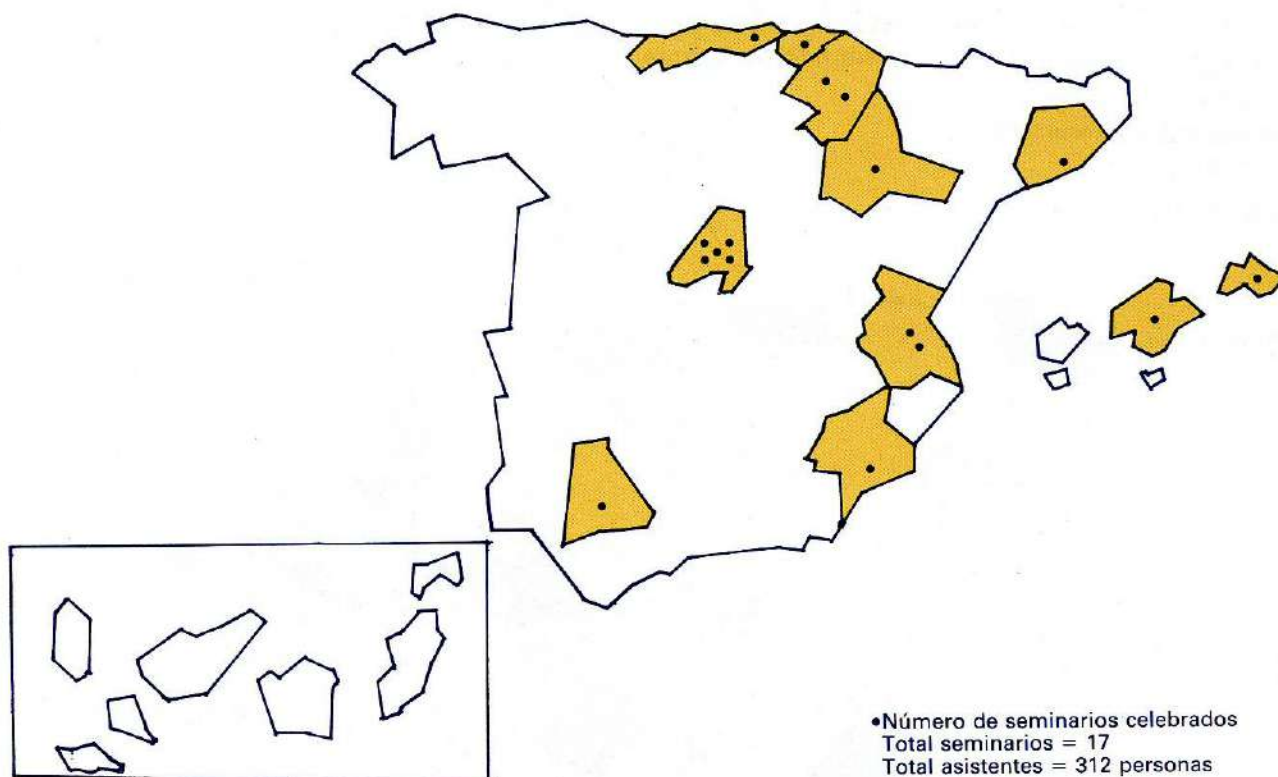 •Número de seminarios celebrados
Total seminarios = 17
Total asistentes = 312 personas